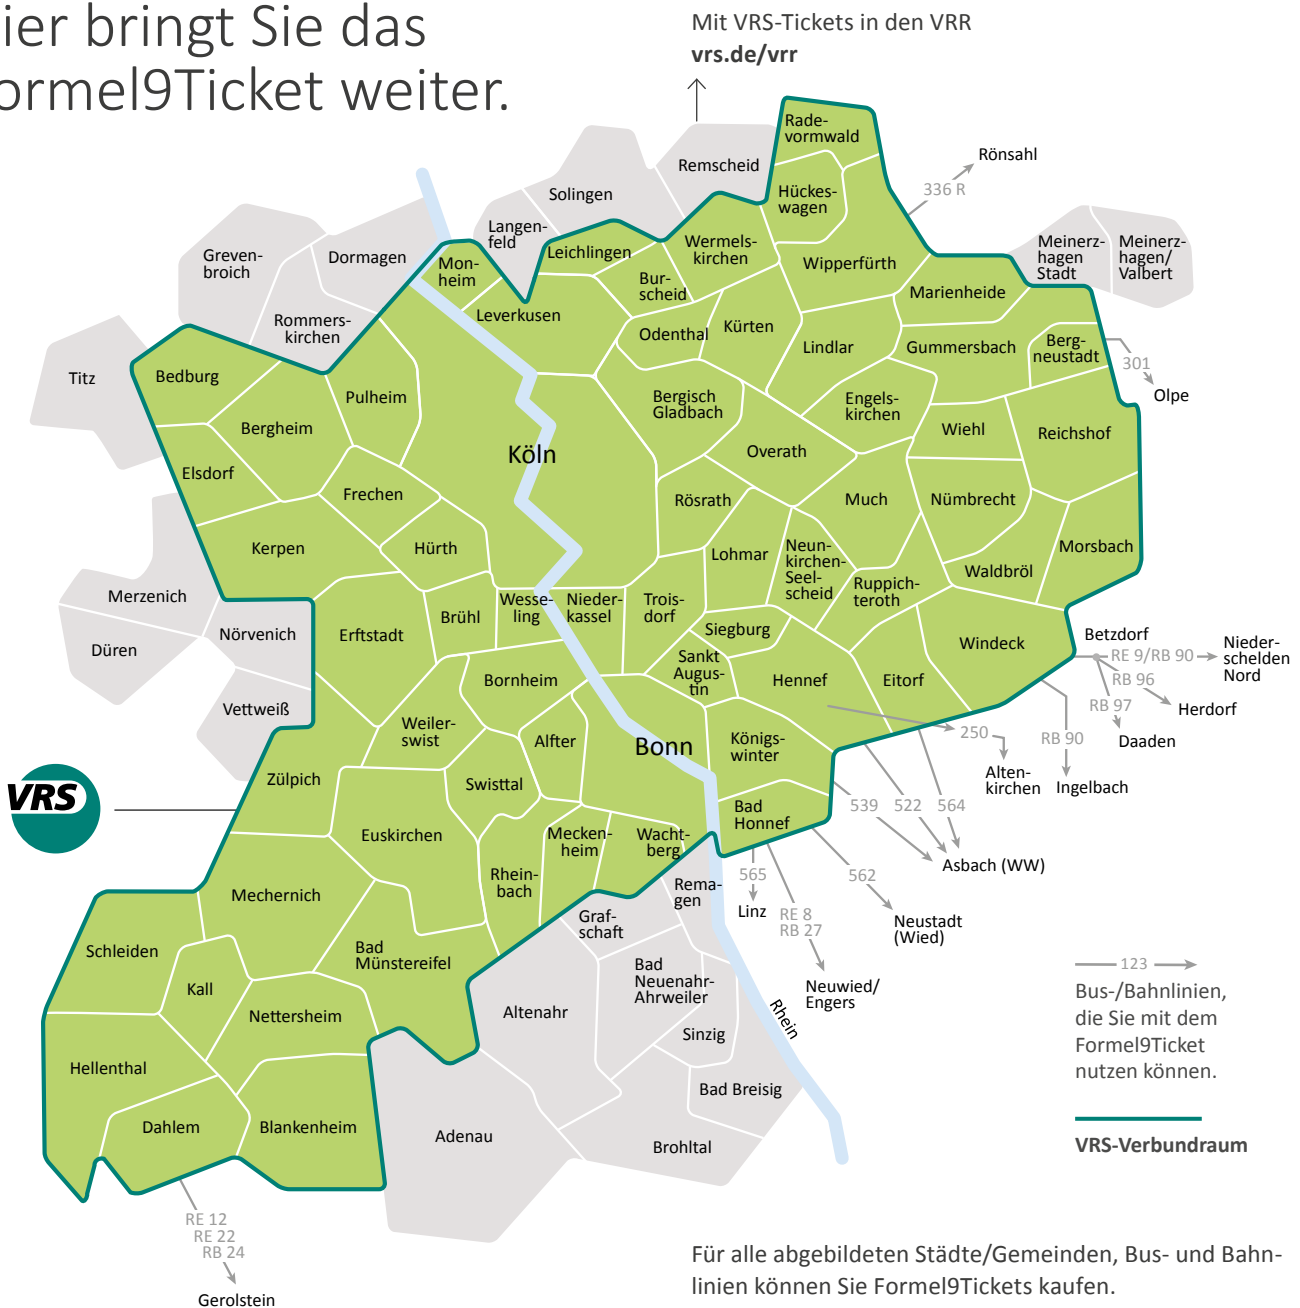 ier bringt Sie das
ormel9Ticket weiter.
Mit VRS-Tickets in den VRR
vrs.de/vrr
Rade-
vormwald
Rönsahl
336 R
Remscheid
Solingen
Hückes-
wagen
Langen-
feld
Leichlingen
Wermels-
kirchen
Wipperfürth
Meinerz-
hagen
Stadt
Meinerz-
hagen/
Valbert
Greven-
broich
Dormagen
Mon-
heim
Bur-
scheid
Marienheide
Rommers-
kirchen
Leverkusen
Odenthal
Kürten
Lindlar
Gummersbach
Berg-
neustadt
301
Olpe
Titz
Bedburg
Pulheim
Bergisch
Gladbach
Engels-
kirchen
Bergheim
Köln
Overath
Wiehl
Reichshof
Elsdorf
Frechen
Rösrath
Much
Nümbrecht
Kerpen
Hürth
Lohmar
Neun-
kirchen-
Seel-
scheid
Morsbach
Waldbröl
Ruppich-
teroth
Merzenich
Nörvenich
Düren
Erftstadt
Brühl
Wesse-
ling
Nieder-
kassel
Trois-
dorf
Siegburg
Windeck
Sankt
Augus-
tin
Hennef
Eitorf
Betzdorf
RE 9/RB 90
Nieder-
schelden
Nord
RB 96
Herdorf
RB 97
Daaden
RB 90
Ingelbach
250
Alten-
kirchen
Vettweiß
Bornheim
Weiler-
swist
Alfter
Bonn
Königs-
winter
VRS
Zülpich
Swisttal
Euskirchen
Bad
Honnef
539
522
564
Asbach (WW)
Mecken-
heim
Wacht-
berg
Rhein-
bach
Mechernich
Rema-
gen
565
Linz
562
Neustadt
(Wied)
RE 8
RB 27
Neuwied/
Engers
Graf-
schaft
Schleiden
Bad
Münstereifel
Kall
Nettersheim
Altenahr
Bad
Neuenahr-
Ahrweiler
Sinzig
Rhein
Hellenthal
Bad Breisig
Dahlem
Blankenheim
Adenau
Brohltal
RE 12
RE 22
RB 24
Gerolstein
123
Bus-/Bahnlinien,
die Sie mit dem
Formel9Ticket
nutzen können.
VRS-Verbundraum
Für alle abgebildeten Städte/Gemeinden, Bus- und Bahn-
linien können Sie Formel9Tickets kaufen.